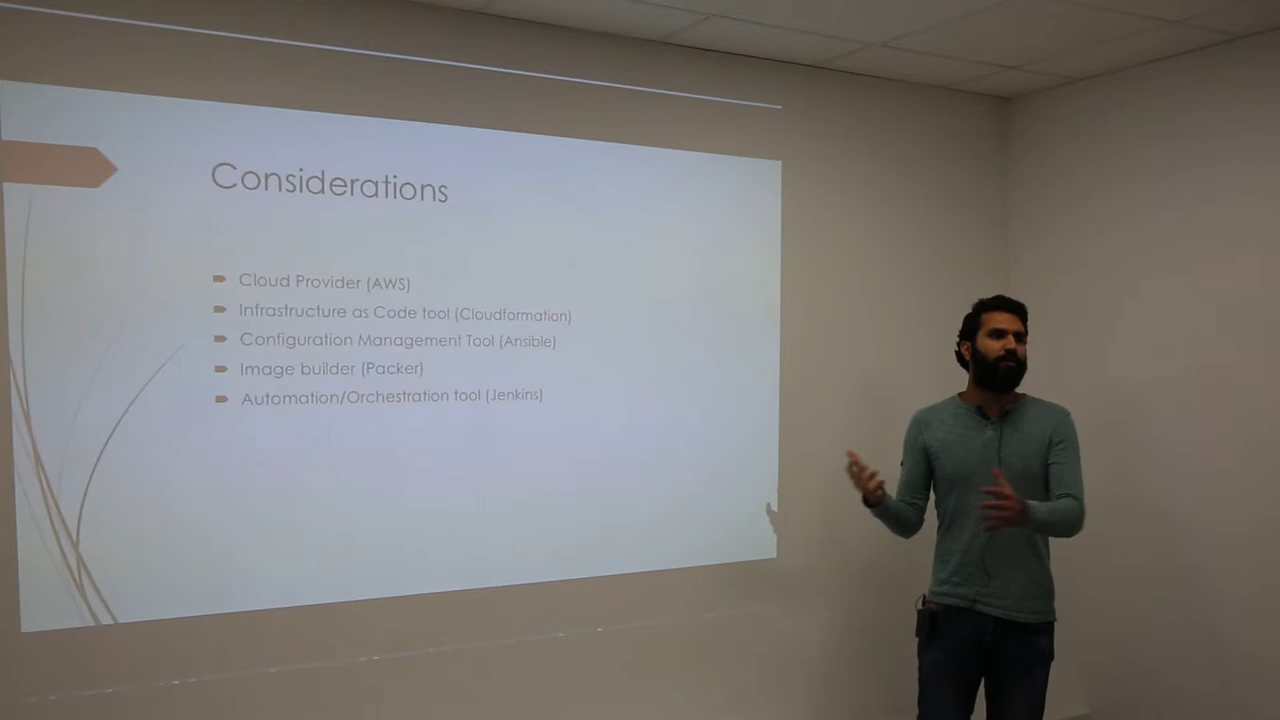 Considerations
Cloud Provider (AWS)
Infrastructure as Code tool (Cloudformation)
Configuration Management Tool (Ansible)
Image builder (Packer)
Automation/Orchestration tool (Jenkins)